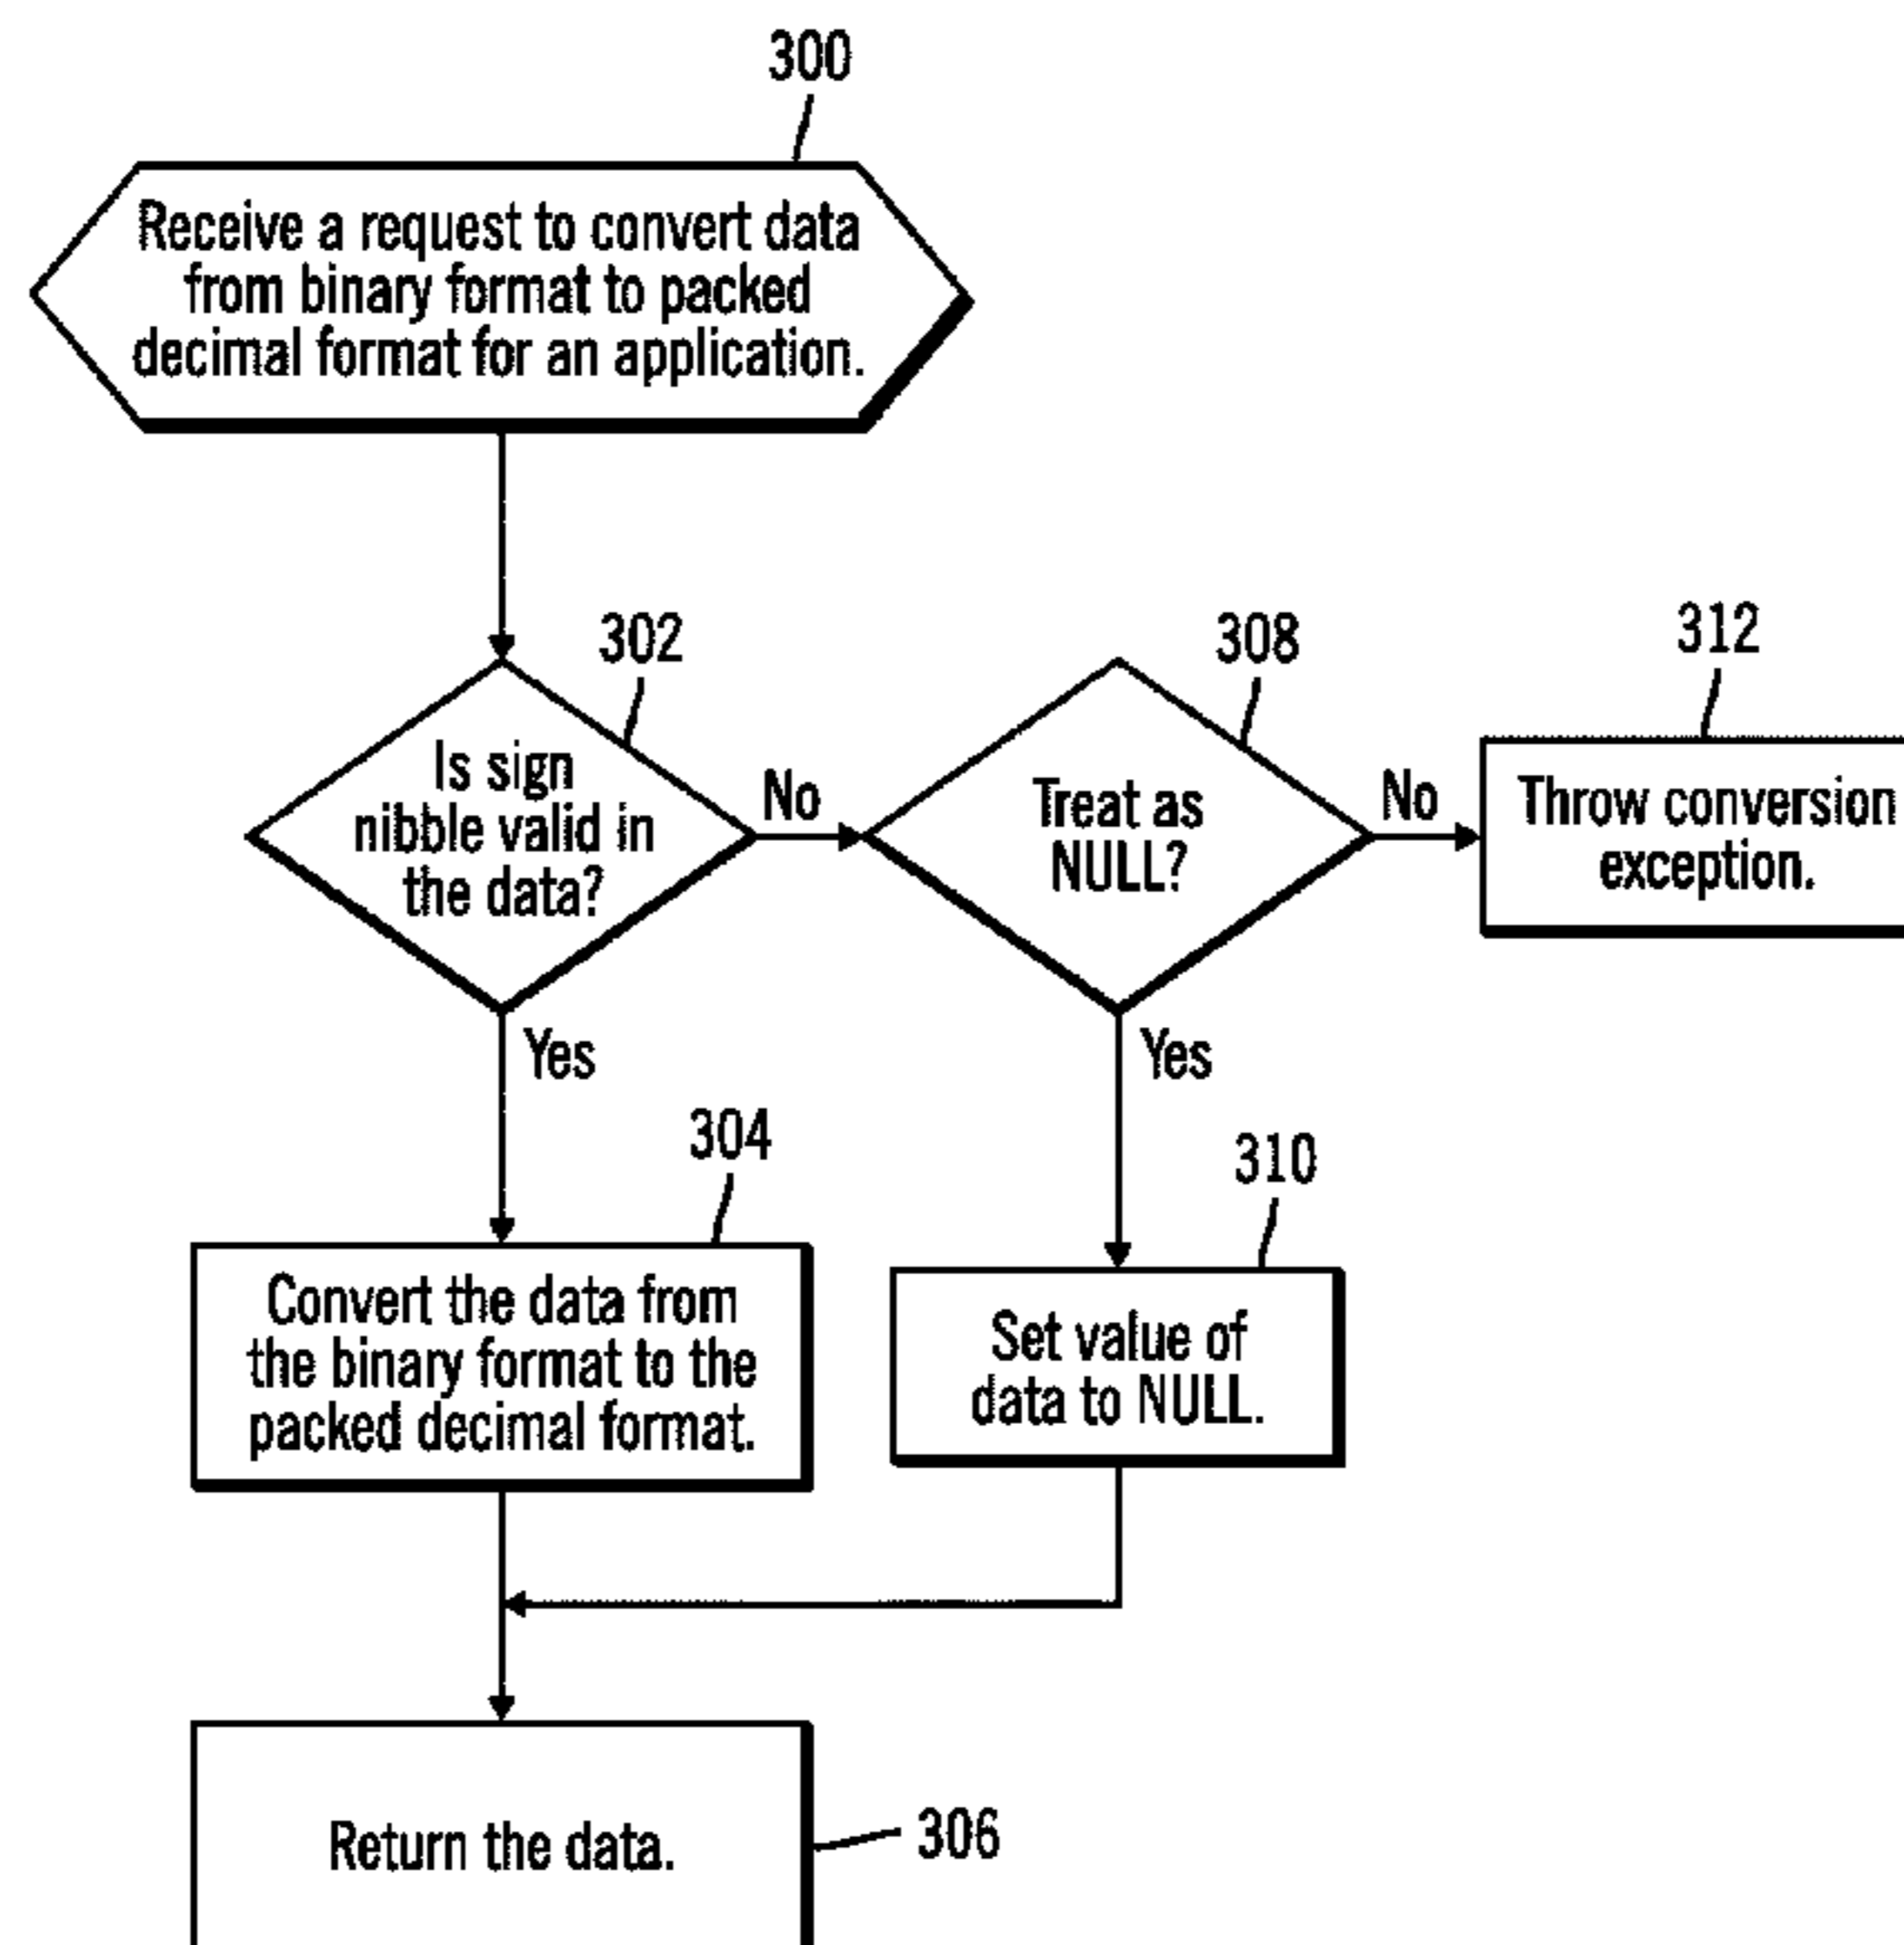 300
Receive a request to convert data
from binary format to packed
decimal format for an application.
302
Is sign
nibble valid in
the data?
No
Yes
308
Treat as
NULL?
No
Yes
312
Throw conversion
exception.
304
Convert the data from
the binary format to the
packed decimal format.
310
Set value of
data to NULL.
Return the data.
306